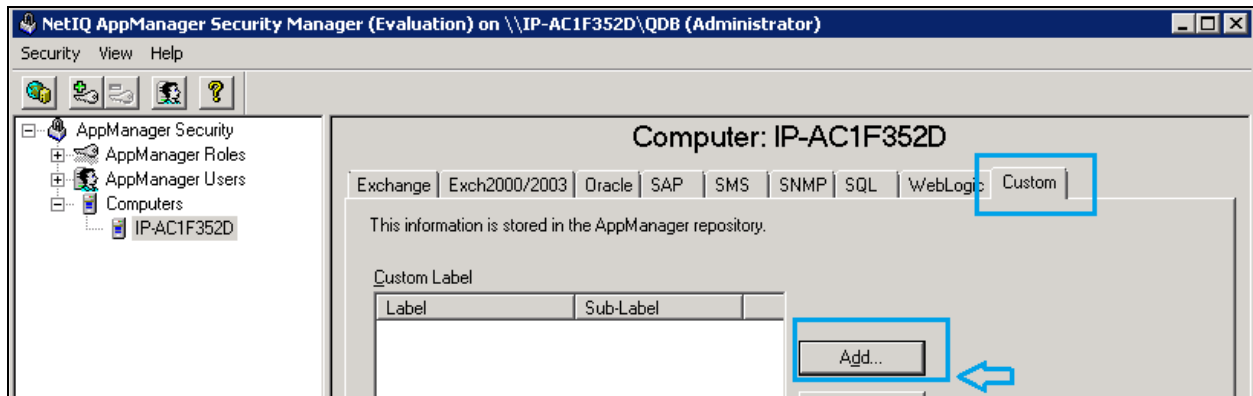 NetIQ AppManager Security Manager (Evaluation) on \\IP-AC1F352D\QDB (Administrator)
Security View Help
AppManager Security
AppManager Roles
AppManager Users
Computers
IP-AC1F352D
Computer: IP-AC1F352D
Exchange Exch2000/2003 Oracle SAP SMS SNMP SQL WebLogic Custom
This information is stored in the AppManager repository.
Custom Label
Label Sub-Label
Add...